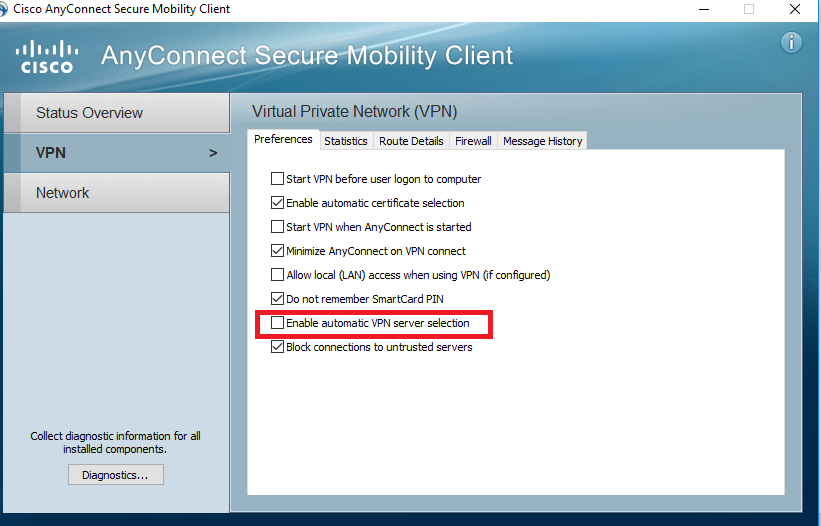 Cisco AnyConnect Secure Mobility Client
CISCO
AnyConnect Secure Mobility Client
Status Overview
VPN >
Network
Virtual Private Network (VPN)
Preferences Statistics Route Details Firewall Message History
Start VPN before user logon to computer
Enable automatic certificate selection
Start VPN when AnyConnect is started
Minimize AnyConnect on VPN connect
Allow local (LAN) access when using VPN (if configured)
Do not remember SmartCard PIN
Enable automatic VPN server selection
Block connections to untrusted servers
Collect diagnostic information for all
installed components.
Diagnostics...